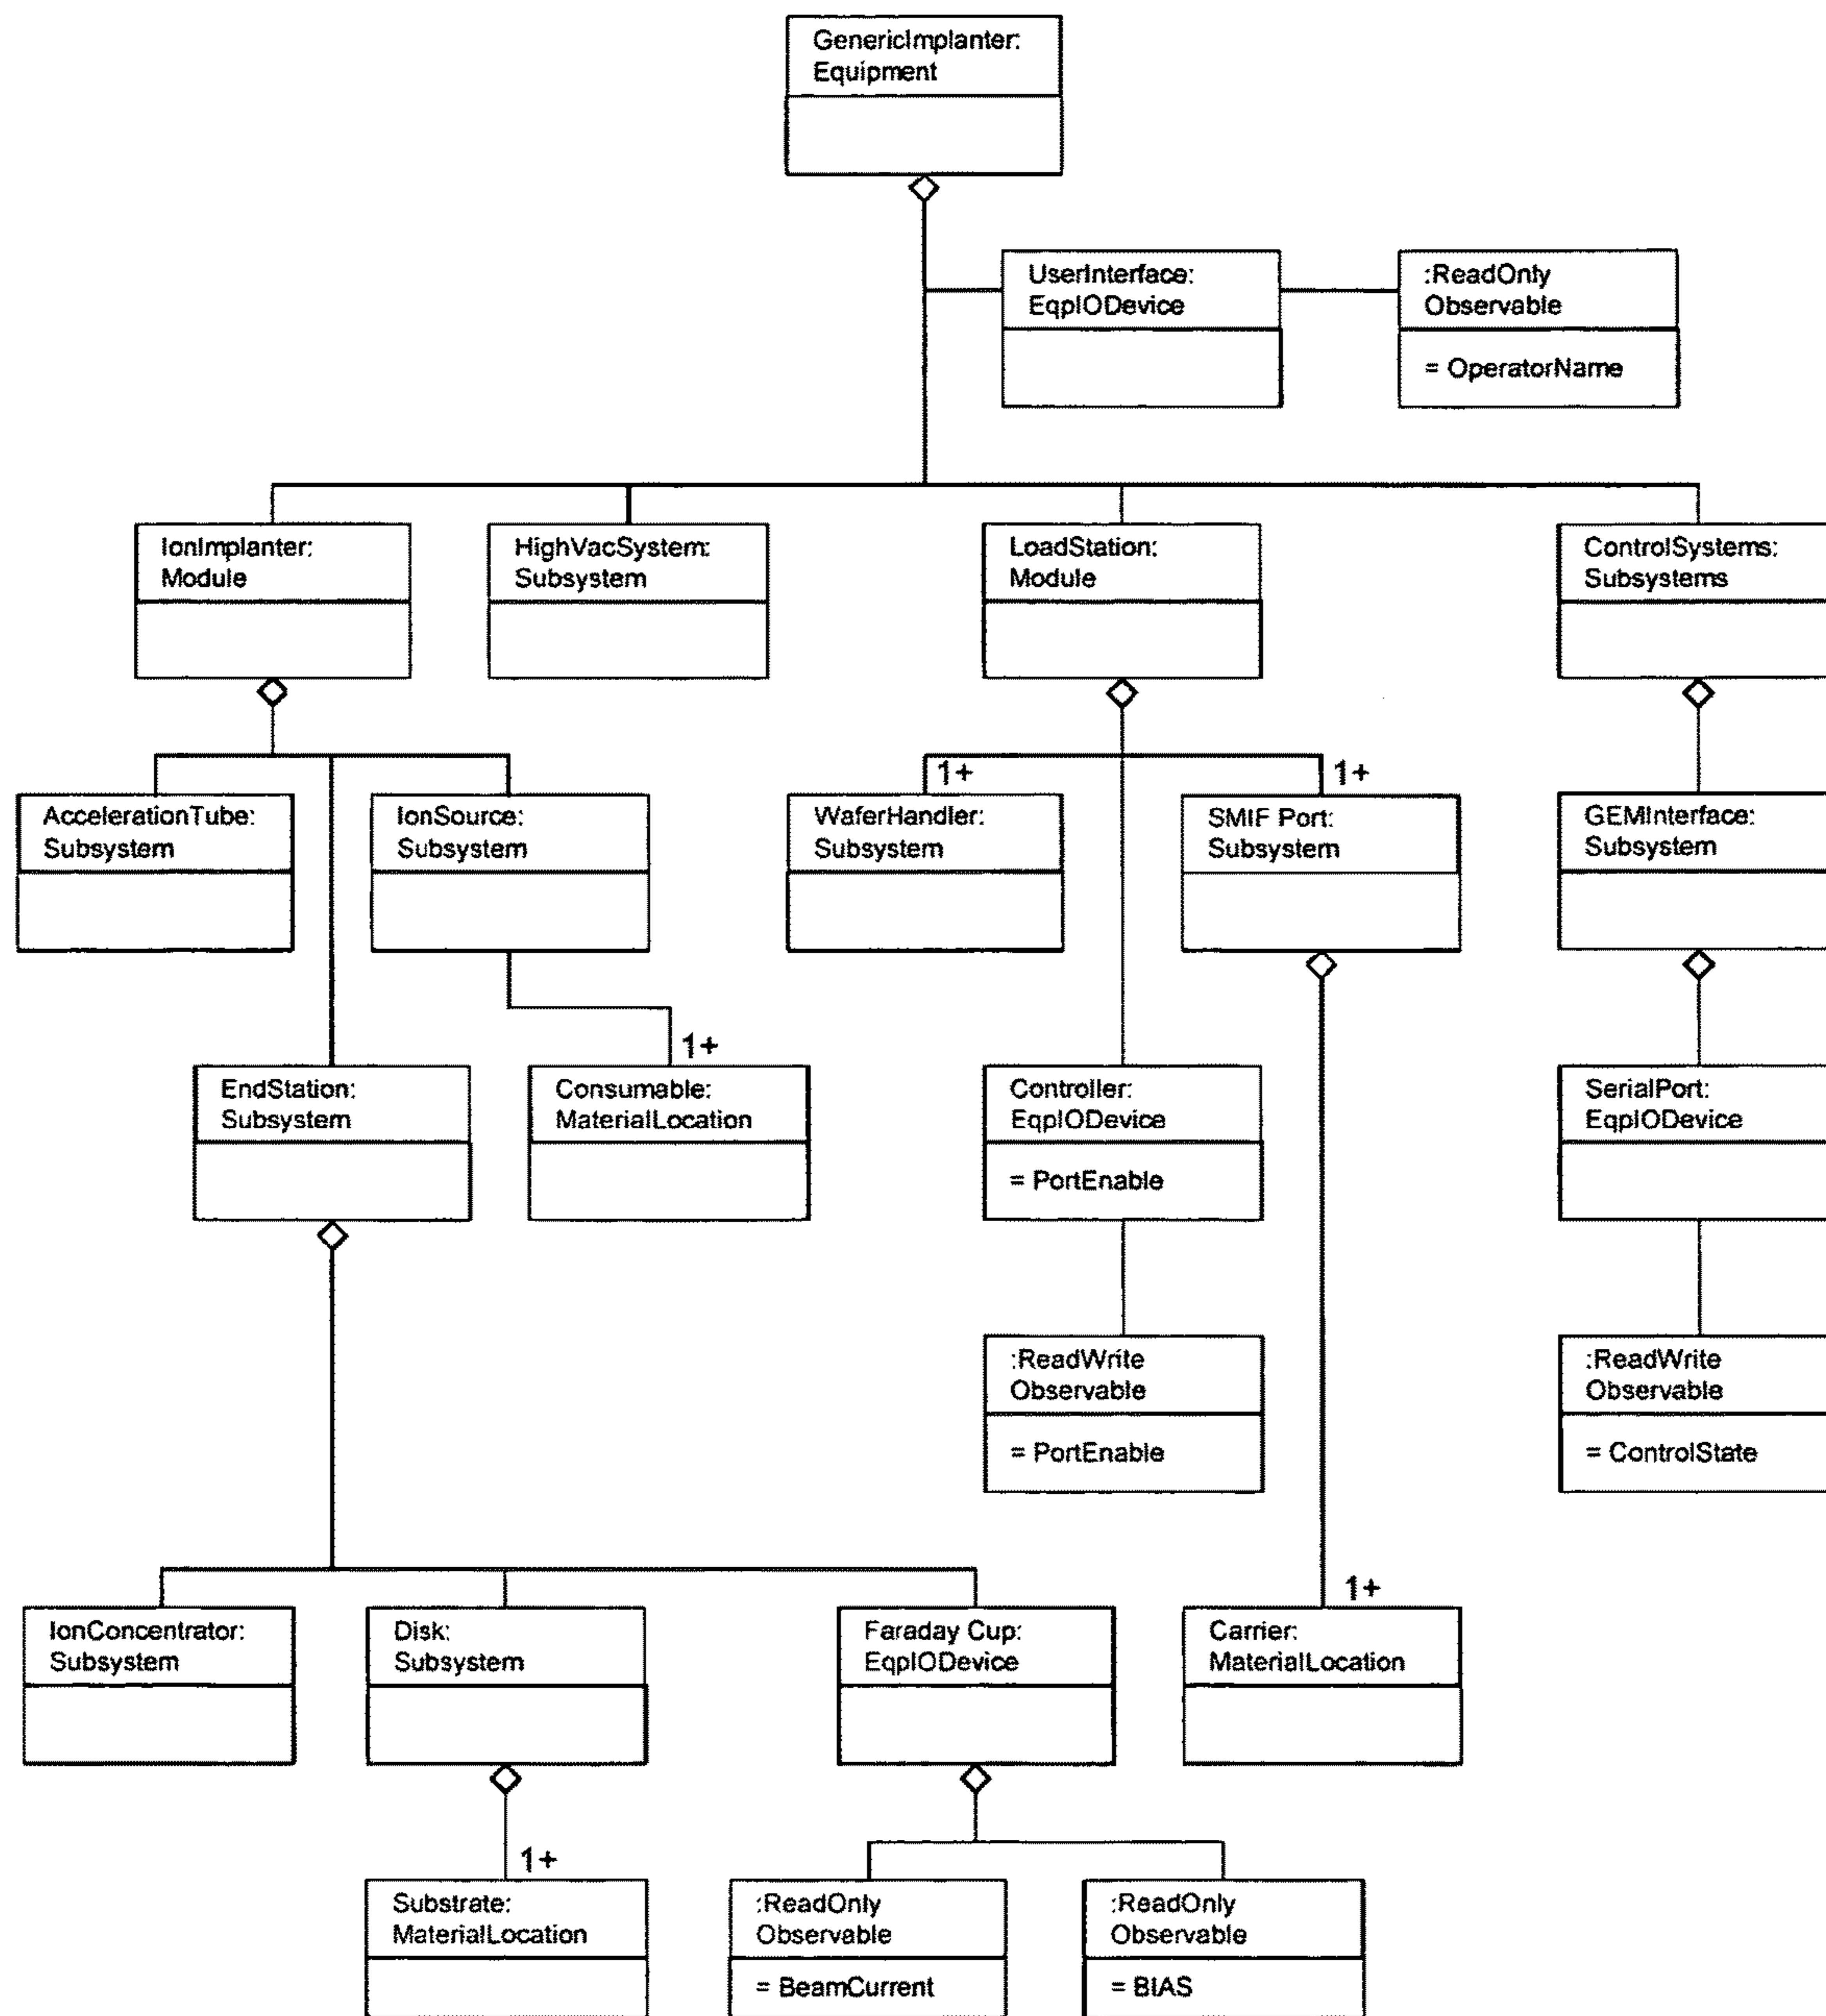 GenericImplanter:
Equipment
UserInterface:
EqpIODevice
:ReadOnly
Observable
= OperatorName
IonImplanter:
Module
HighVacSystem:
Subsystem
LoadStation:
Module
ControlSystems:
Subsystems
1+
1+
AccelerationTube:
Subsystem
IonSource:
Subsystem
WaferHandler:
Subsystem
SMIF Port:
Subsystem
GEMInterface:
Subsystem
1+
EndStation:
Subsystem
Consumable:
MaterialLocation
Controller:
EqpIODevice
= PortEnable
SerialPort:
EqpIODevice
:ReadWrite
Observable
= PortEnable
:ReadWrite
Observable
= ControlState
1+
IonConcentrator:
Subsystem
Disk:
Subsystem
Faraday Cup:
EqpIODevice
Carrier:
MaterialLocation
1+
Substrate:
MaterialLocation
:ReadOnly
Observable
= BeamCurrent
:ReadOnly
Observable
= BIAS